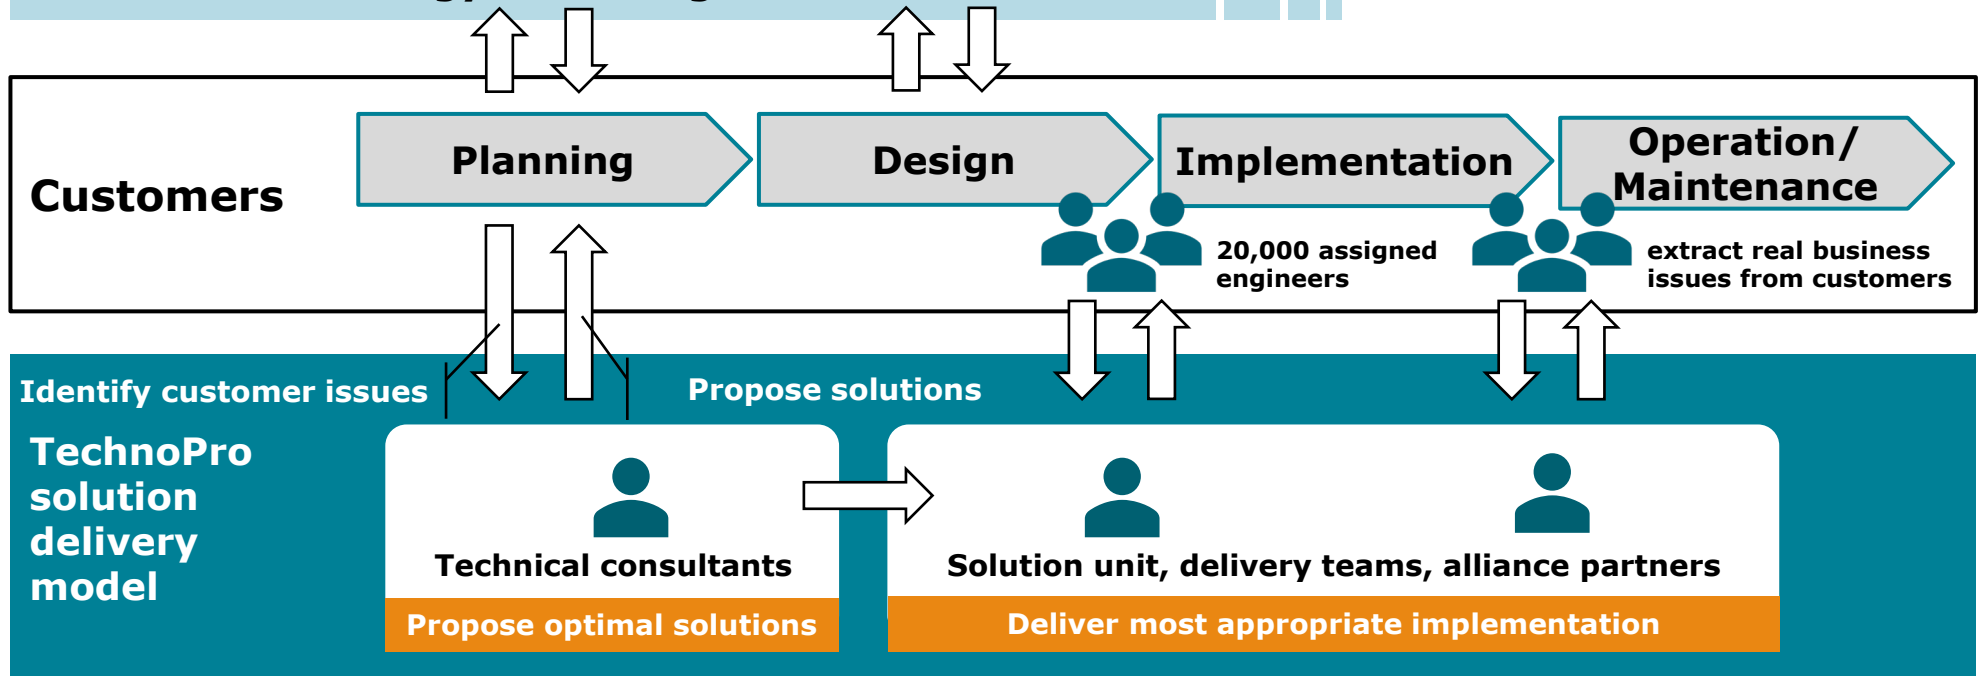 Planning
Design
Implementation
Operation/
Maintenance
Customers
20,000 assigned
engineers
extract real business
issues from customers
Identify customer issues
Propose solutions
TechnoPro
solution
delivery
model
Technical consultants
Solution unit, delivery teams, alliance partners
Propose optimal solutions
Deliver most appropriate implementation